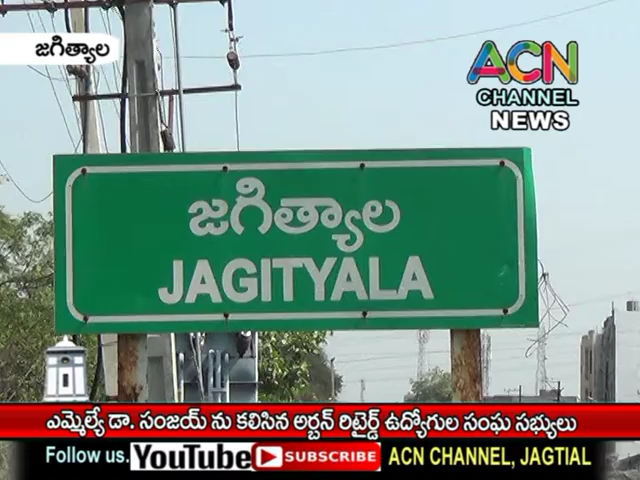 జగిత్యాల
ACN
CHANNEL
NEWS
జగిత్యాల
JAGITYALA
ఎమ్మెల్యే డా. సంజయ్ ను కలిసిన అర్బన్ రిటైర్డ్ ఉద్యోగుల సంఘ సభ్యులు
Follow us. YouTube SUBSCRIBE ACN CHANNEL, JAGTIAL